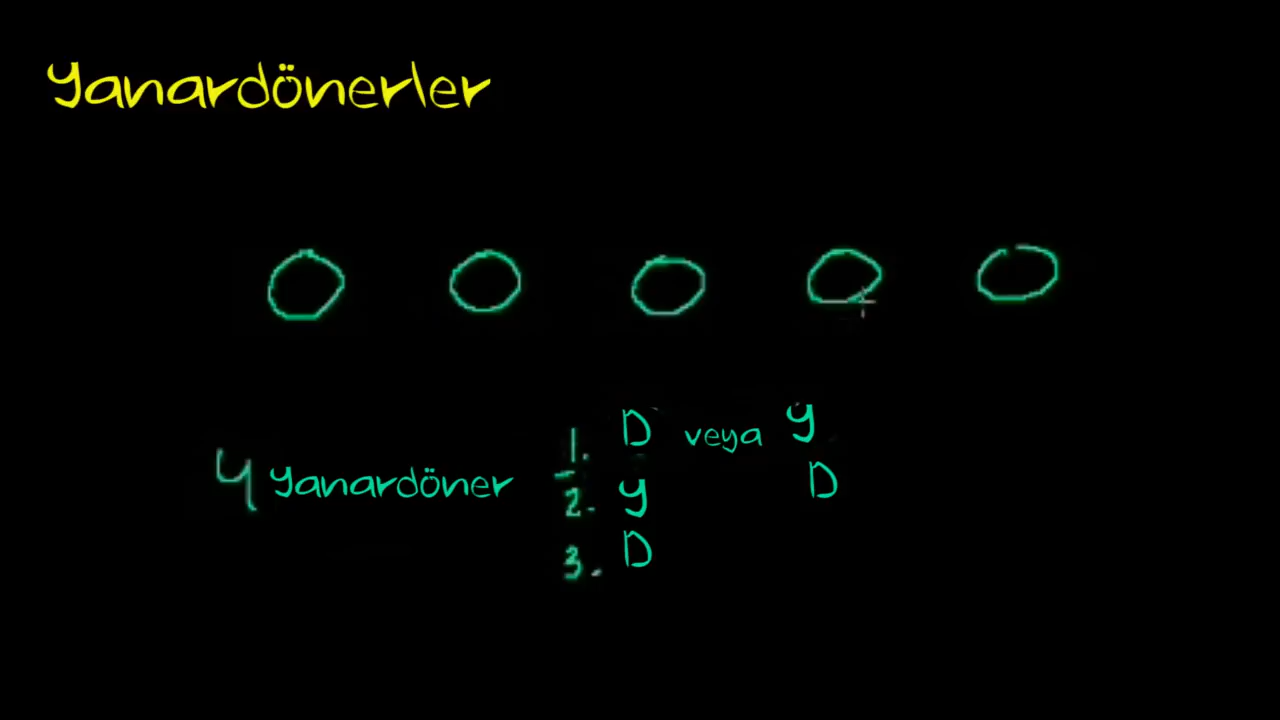 Yanardönerler
1. D veya Y
4 Yanardöner
2. Y D
3. D